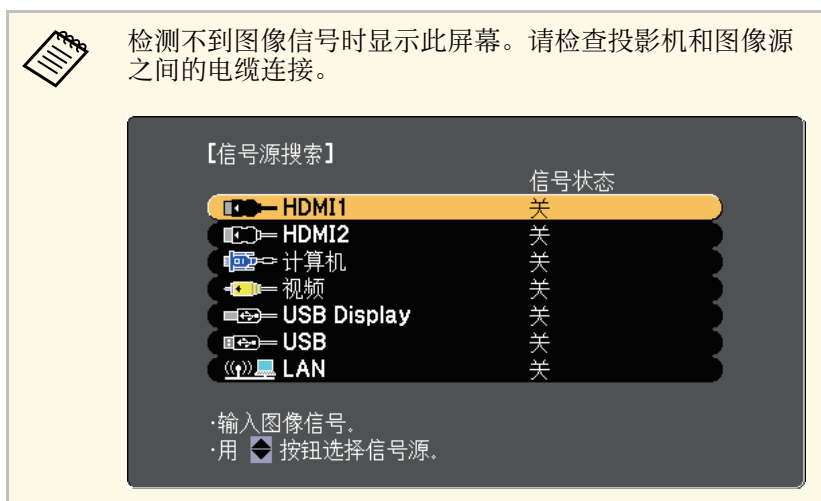 检测不到图像信号时显示此屏幕。请检查投影机和图像源
之间的电缆连接。
【信号源搜索】
信号状态
HDMI1 关
HDMI2 关
计算机 关
视频 关
USB Display 关
USB 关
LAN 关
·输入图像信号。
·用 按钮选择信号源。